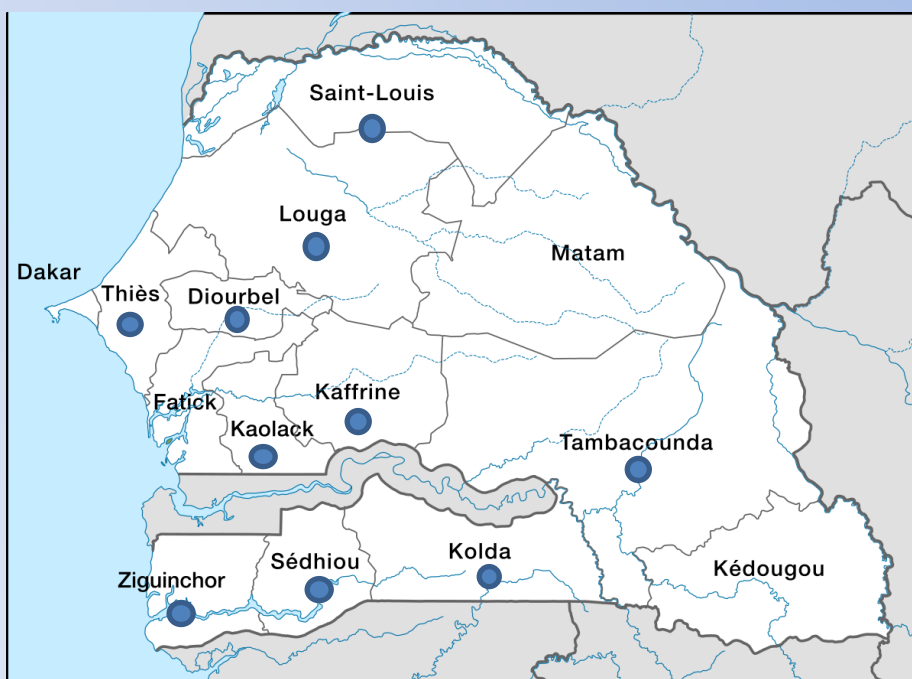 Saint-Louis
Louga
Matam
Dakar
Thiès
Diourbel
Kaffrine
Fatick
Kaolack
Tambacounda
Kolda
Sédhiou
Kédougou
Ziguinchor